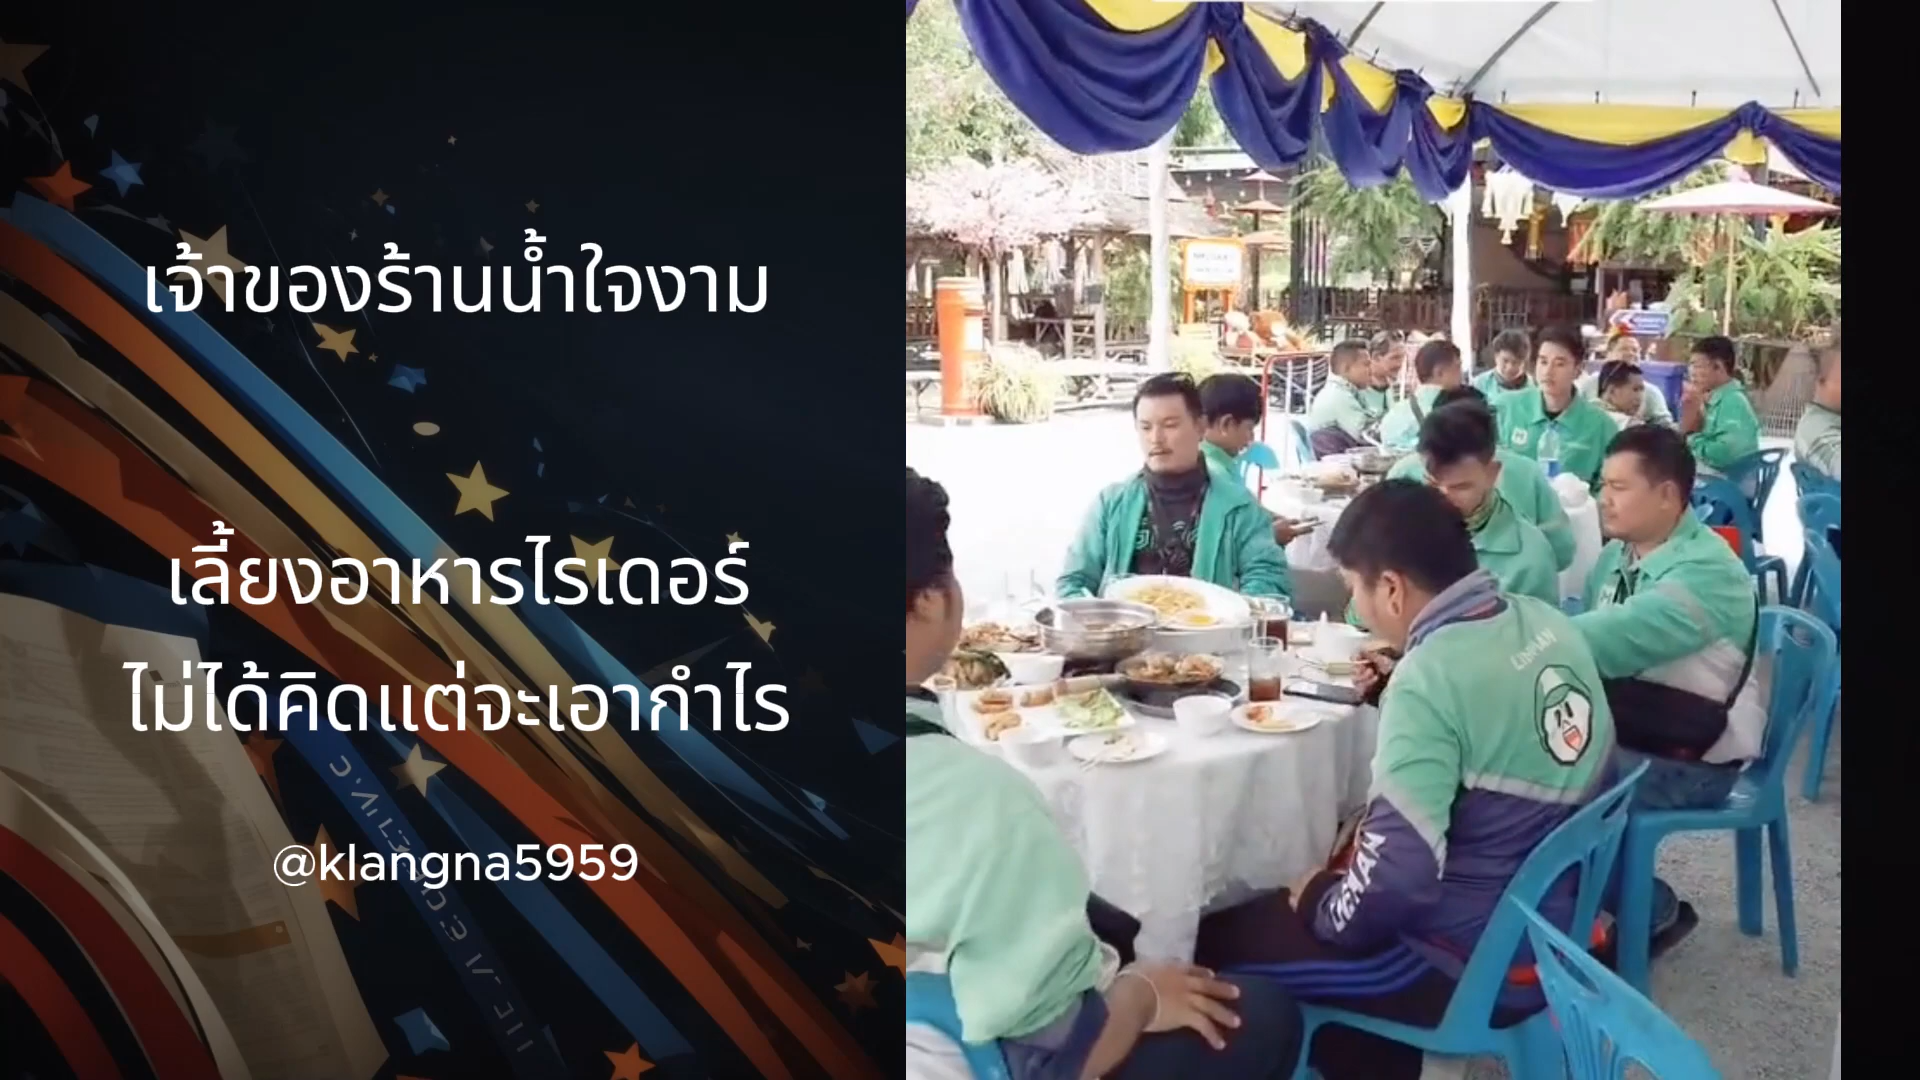 เจ้าของร้านน้ำใจงาม
เลี้ยงอาหารไรเดอร์
ไม่ได้คิดแต่จะเอากำไร
@klangna5959
LINMAN